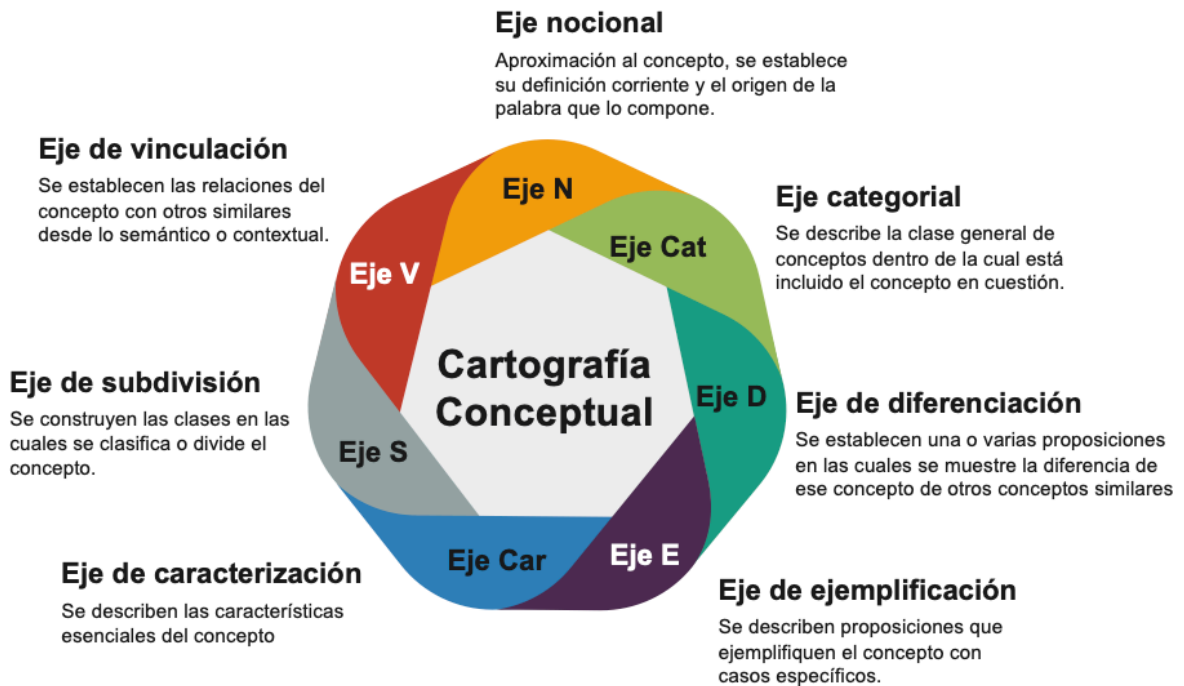 Eje nocional
Aproximación al concepto, se establece
su definición corriente y el origen de la
palabra que lo compone.
Eje de vinculación
Se establecen las relaciones del
concepto con otros similares
desde lo semántico o contextual.
Eje N
Eje categorial
Se describe la clase general de
conceptos dentro de la cual está
incluido el concepto en cuestión.
Eje Cat
Eje V
Cartografía
Conceptual
Eje de subdivisión
Se construyen las clases en las
cuales se clasifica o divide el
concepto.
Eje D
Eje de diferenciación
Se establecen una o varias proposiciones
en las cuales se muestre la diferencia de
ese concepto de otros conceptos similares
Eje S
Eje Car
Eje E
Eje de caracterización
Se describen las características
esenciales del concepto
Eje de ejemplificación
Se describen proposiciones que
ejemplifiquen el concepto con
casos específicos.